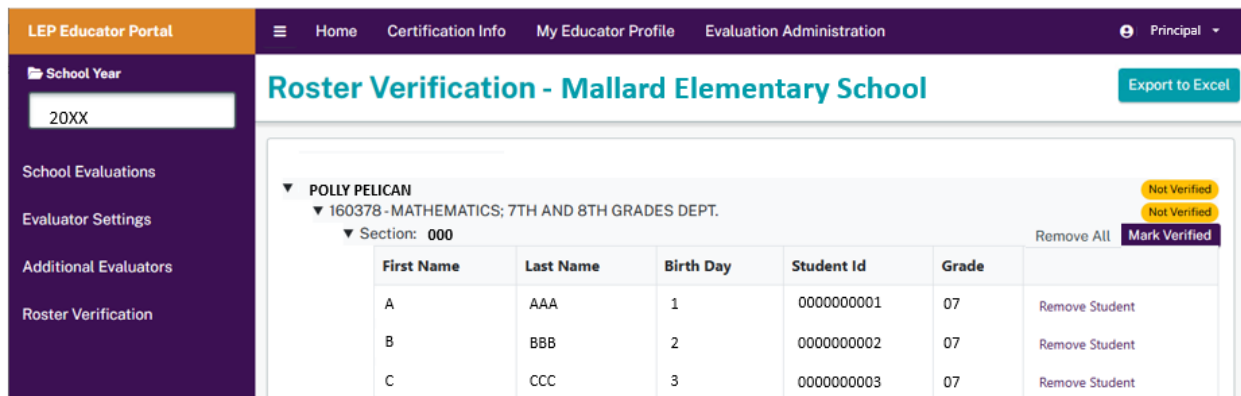 LEP Educator Portal
Home Certification Info My Educator Profile Evaluation Administration Principal
School Year
20XX
School Evaluations
Evaluator Settings
Additional Evaluators
Roster Verification
Roster Verification - Mallard Elementary School
Export to Excel
POLLY PELICAN Not Verified
160378 - MATHEMATICS; 7TH AND 8TH GRADES DEPT. Not Verified
Section: 000 Remove All Mark Verified
First Name Last Name Birth Day Student Id Grade
A AAA 1 0000000001 07 Remove Student
B BBB 2 0000000002 07 Remove Student
C CCC 3 0000000003 07 Remove Student